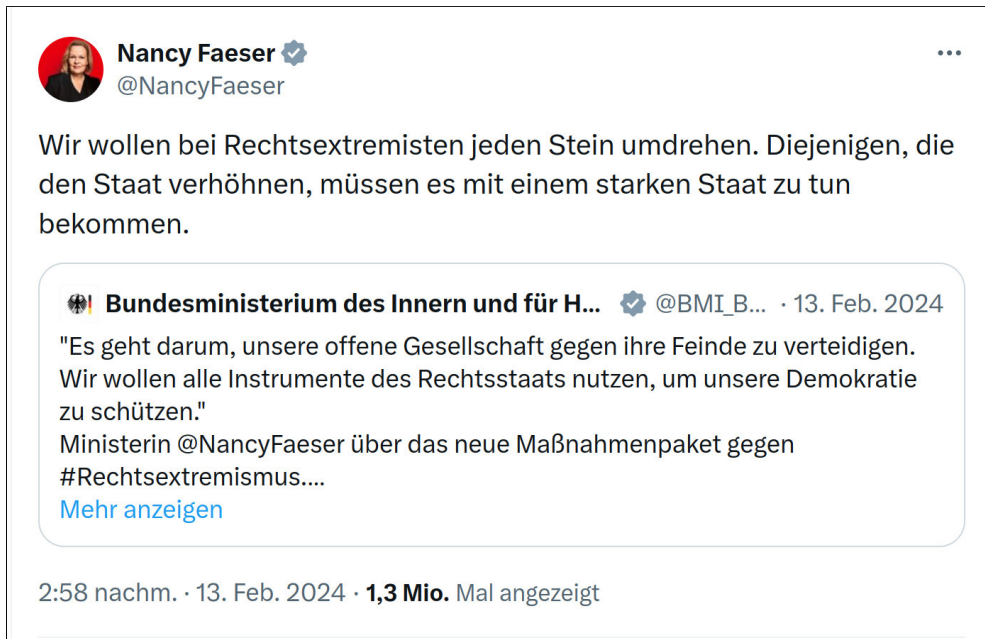 Nancy Faeser
@NancyFaeser
Wir wollen bei Rechtsextremisten jeden Stein umdrehen. Diejenigen, die
den Staat verhöhnen, müssen es mit einem starken Staat zu tun
bekommen.
Bundesministerium des Innern und für H... @BMI_B... · 13. Feb. 2024
"Es geht darum, unsere offene Gesellschaft gegen ihre Feinde zu verteidigen.
Wir wollen alle Instrumente des Rechtsstaats nutzen, um unsere Demokratie
zu schützen."
Ministerin @NancyFaeser über das neue Maßnahmenpaket gegen
#Rechtsextremismus....
Mehr anzeigen
2:58 nachm. · 13. Feb. 2024 · 1,3 Mio. Mal angezeigt